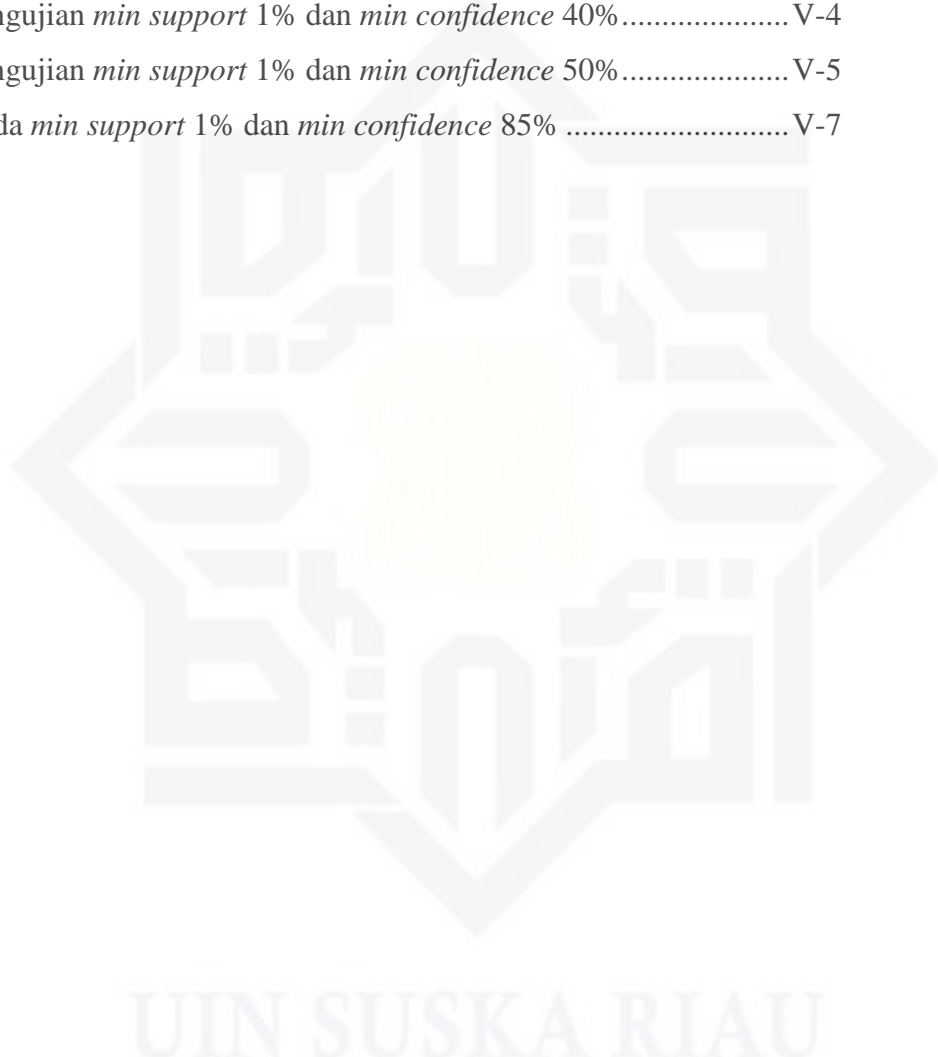 ngujian min support 1% dan min confidence 40%.....................V-4
ngujian min support 1% dan min confidence 50%.....................V-5
da min support 1% dan min confidence 85% ............................V-7
UIN SUSKA RIAU